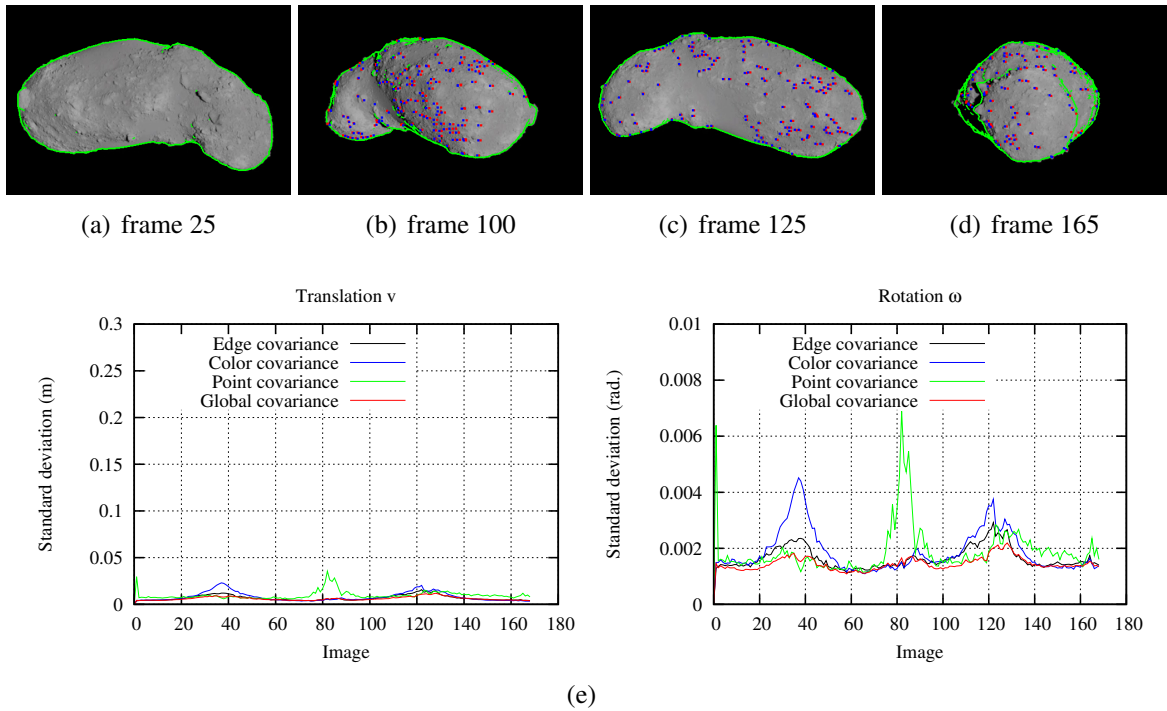 (a) frame 25
(b) frame 100
(c) frame 125
(d) frame 165
Translation v
Standard deviation (m)
0.3
0.25
0.2
0.15
0.1
0.05
0
Edge covariance
Color covariance
Point covariance
Global covariance
0 20 40 60 80 100 120 140 160 180
Image
Rotation ω
Standard deviation (rad.)
0.01
0.008
0.006
0.004
0.002
0
Edge covariance
Color covariance
Point covariance
Global covariance
0 20 40 60 80 100 120 140 160 180
Image
(e)